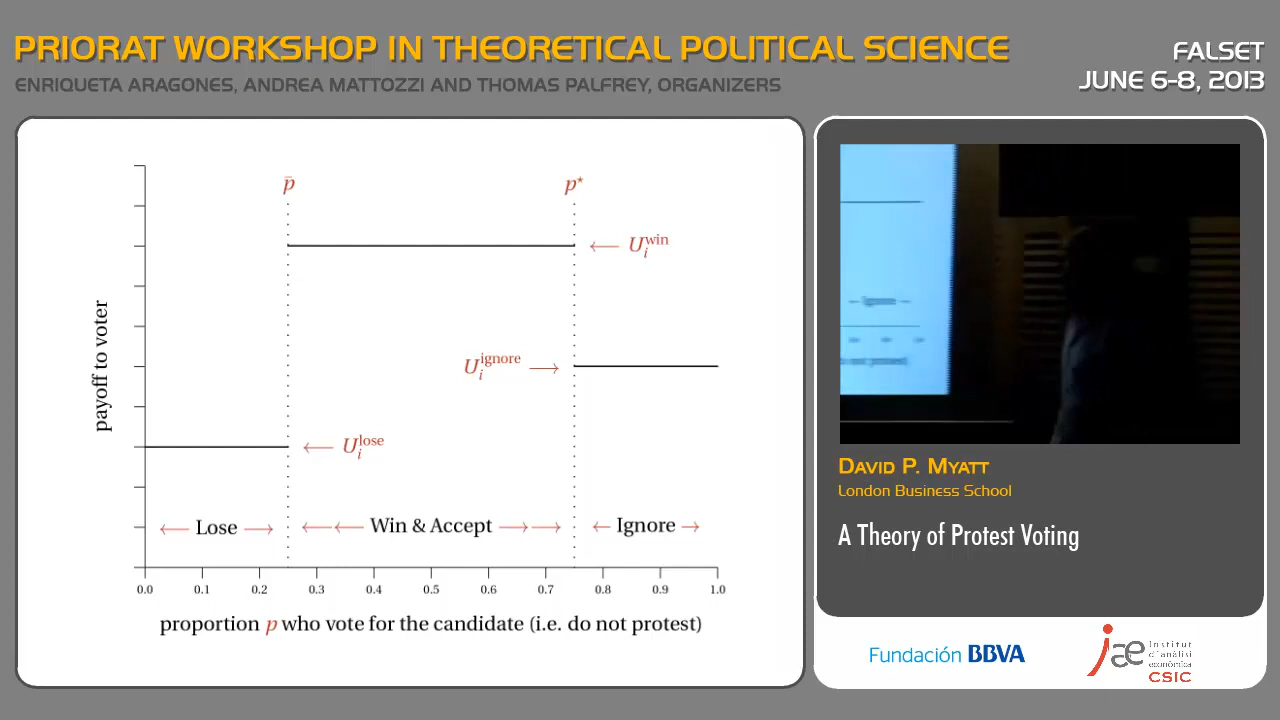 PRIORAT WORKSHOP IN THEORETICAL POLITICAL SCIENCE
ENRIQUETA ARAGONES, ANDREA MATTOZZI AND THOMAS PALFREY, ORGANIZERS
FALSET
JUNE 6-8, 2013
p̄
p⋆
U_i^win
U_i^ignore
U_i^lose
payoff to voter
Lose
Win & Accept
Ignore
0.0 0.1 0.2 0.3 0.4 0.5 0.6 0.7 0.8 0.9 1.0
proportion p who vote for the candidate (i.e. do not protest)
DAVID P. MYATT
London Business School
A Theory of Protest Voting
Fundación BBVA
iae
Institut
d'anàlisi
econòmica
CSIC